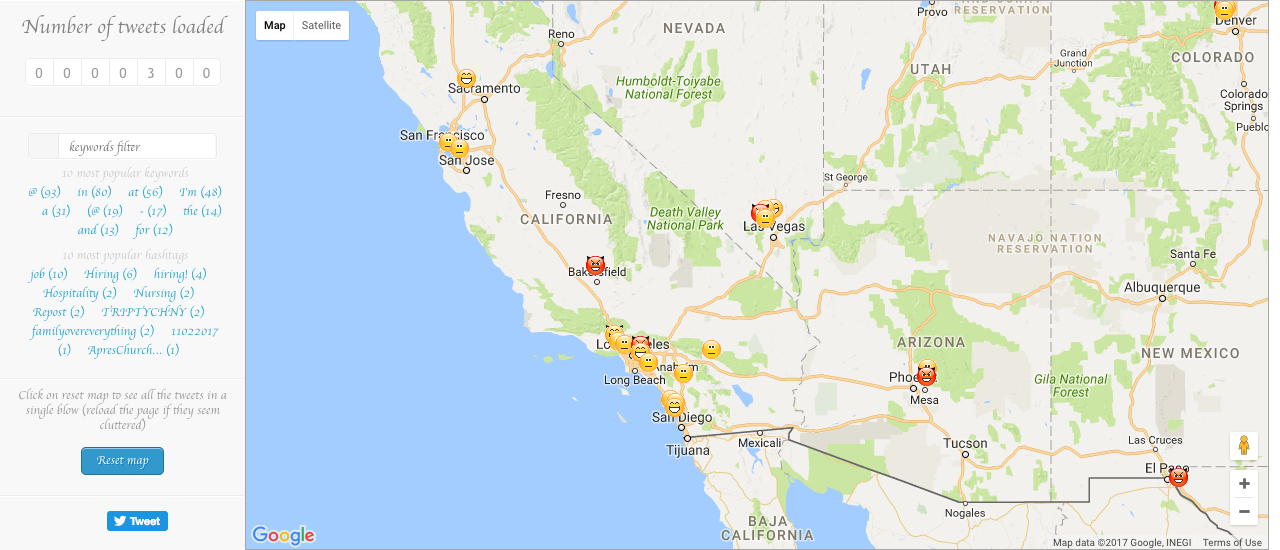 Number of tweets loaded
0 0 0 0 3 0 0
keywords filter
10 most popular keywords
@ (93) in (80) at (56) I'm (48)
a (31) (@ (19) - (17) the (14)
and (13) for (12)
10 most popular hashtags
job (10) Hiring (6) hiring! (4)
Hospitality (2) Nursing (2)
Repost (2) TRIPTYCHNY (2)
familyovereverything (2) 11022017
(1) ApresChurch... (1)
Click on reset map to see all the tweets in a
single blow (reload the page if they seem
cluttered)
Reset map
Tweet
Map Satellite
Provo
RESERVATION
Denver
Reno
NEVADA
Grand
Junction
COLORADO
UTAH
Humboldt-Toiyabe
National Forest
Sacramento
Colorado
Springs
Pueblo
San Francisco
San Jose
St George
Fresno
CALIFORNIA
Death Valley
National Park
Las Vegas
NAVAJO NATION
RESERVATION
Santa Fe
Bakersfield
Albuquerque
Los Angeles
ARIZONA
NEW MEXICO
Anaheim
Long Beach
Phoe
Mesa
Gila National
Forest
San Diego
Tijuana
Mexicali
Tucson
Las Cruces
El Paso
Nogales
BAJA
CALIFORNIA
Google
Map data ©2017 Google, INEGI Terms of Use